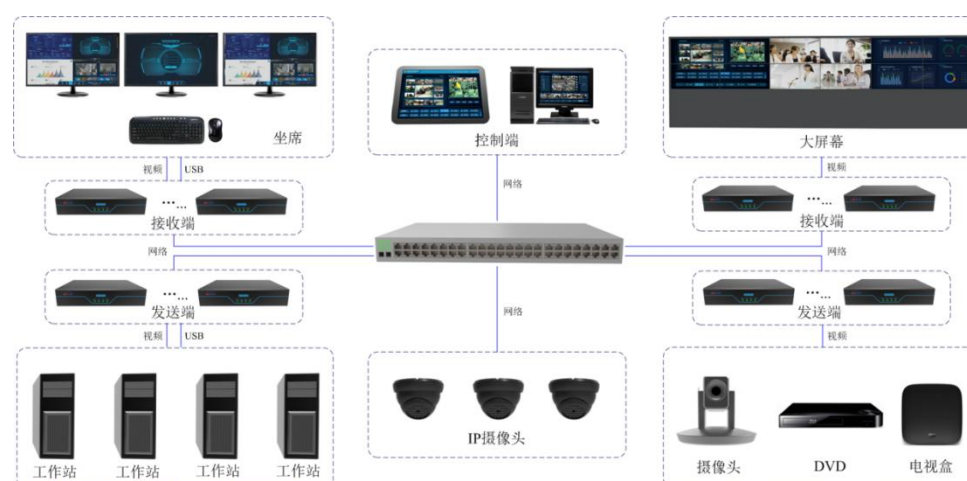 坐席
控制端
大屏幕
视频
USB
网络
视频
接收端
接收端
网络
网络
发送端
发送端
视频
USB
网络
视频
工作站
工作站
工作站
工作站
IP摄像头
摄像头
DVD
电视盒